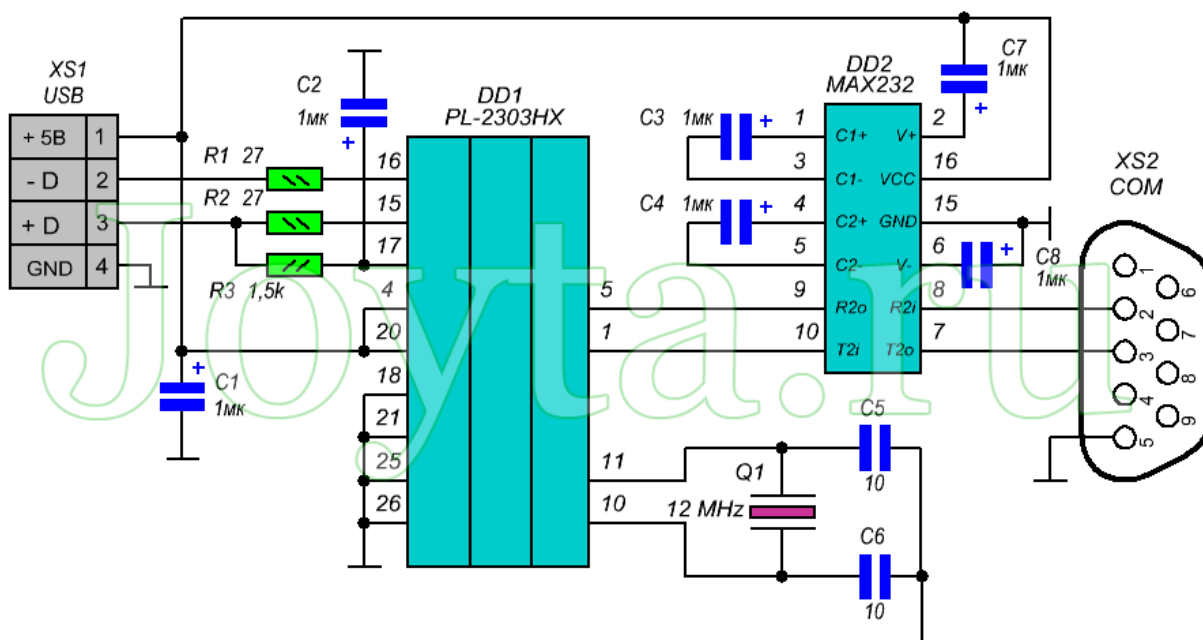 XS1
USB
+ 5В 1
- D 2
+ D 3
GND 4
R1 27
R2 27
R3 1,5k
C2
1мк
+
C1
1мк
+
DD1
PL-2303HX
16
15
17
4
20
18
21
25
26
5
1
11
10
C3 1мк +
C4 1мк +
DD2
MAX232
1 C1+ V+ 2
3 C1- VCC 16
4 C2+ GND 15
5 C2- V- 6
9 R2o R2i 8
10 T2i T2o 7
C7
1мк
+
C8
1мк
+
XS2
COM
1
6
2
7
3
8
4
9
5
Q1
12 MHz
C5
10
C6
10
Joyta.ru